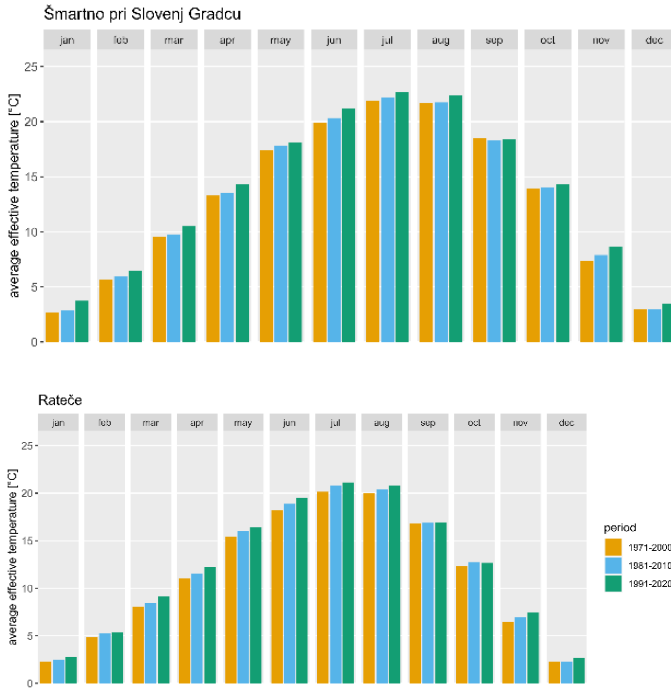 Šmartno pri Slovenj Gradcu
jan feb mar apr may jun jul aug sep oct nov dec
average effective temperature [°C]
25
20
15
10
5
0
Rateče
jan feb mar apr may jun jul aug sep oct nov dec
average effective temperature [°C]
25
20
15
10
5
0
period
1971-2000
1981-2010
1991-2020